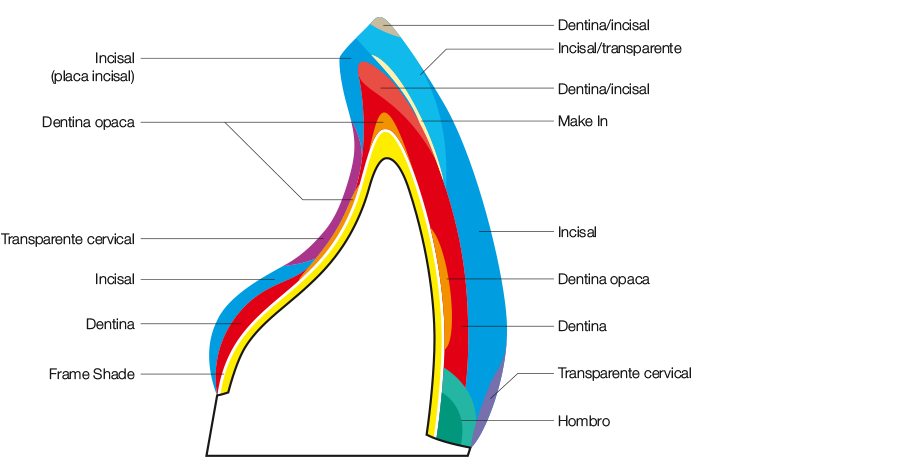 Incisal
(placa incisal)
Dentina opaca
Transparente cervical
Incisal
Dentina
Frame Shade
Dentina/incisal
Incisal/transparente
Dentina/incisal
Make In
Incisal
Dentina opaca
Dentina
Transparente cervical
Hombro